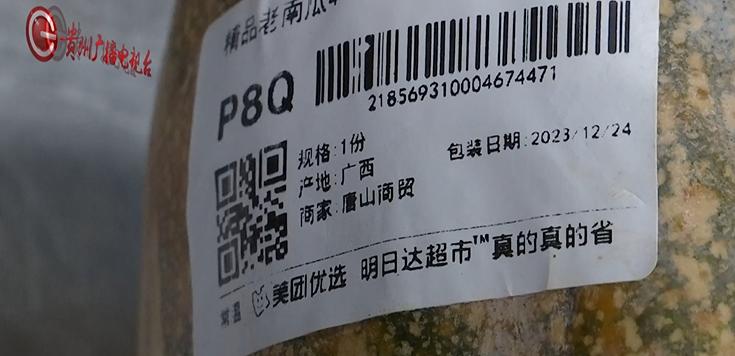 贵州广播电视台
精品老南瓜
P8Q
218569310004674471
规格:1份
包装日期:2023/12/24
产地:广西
商家:唐山商贸
常温 美团优选 明日达超市™真的真的省